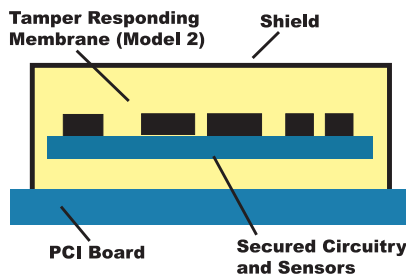 Tamper Responding
Membrane (Model 2)
Shield
PCI Board
Secured Circuitry
and Sensors